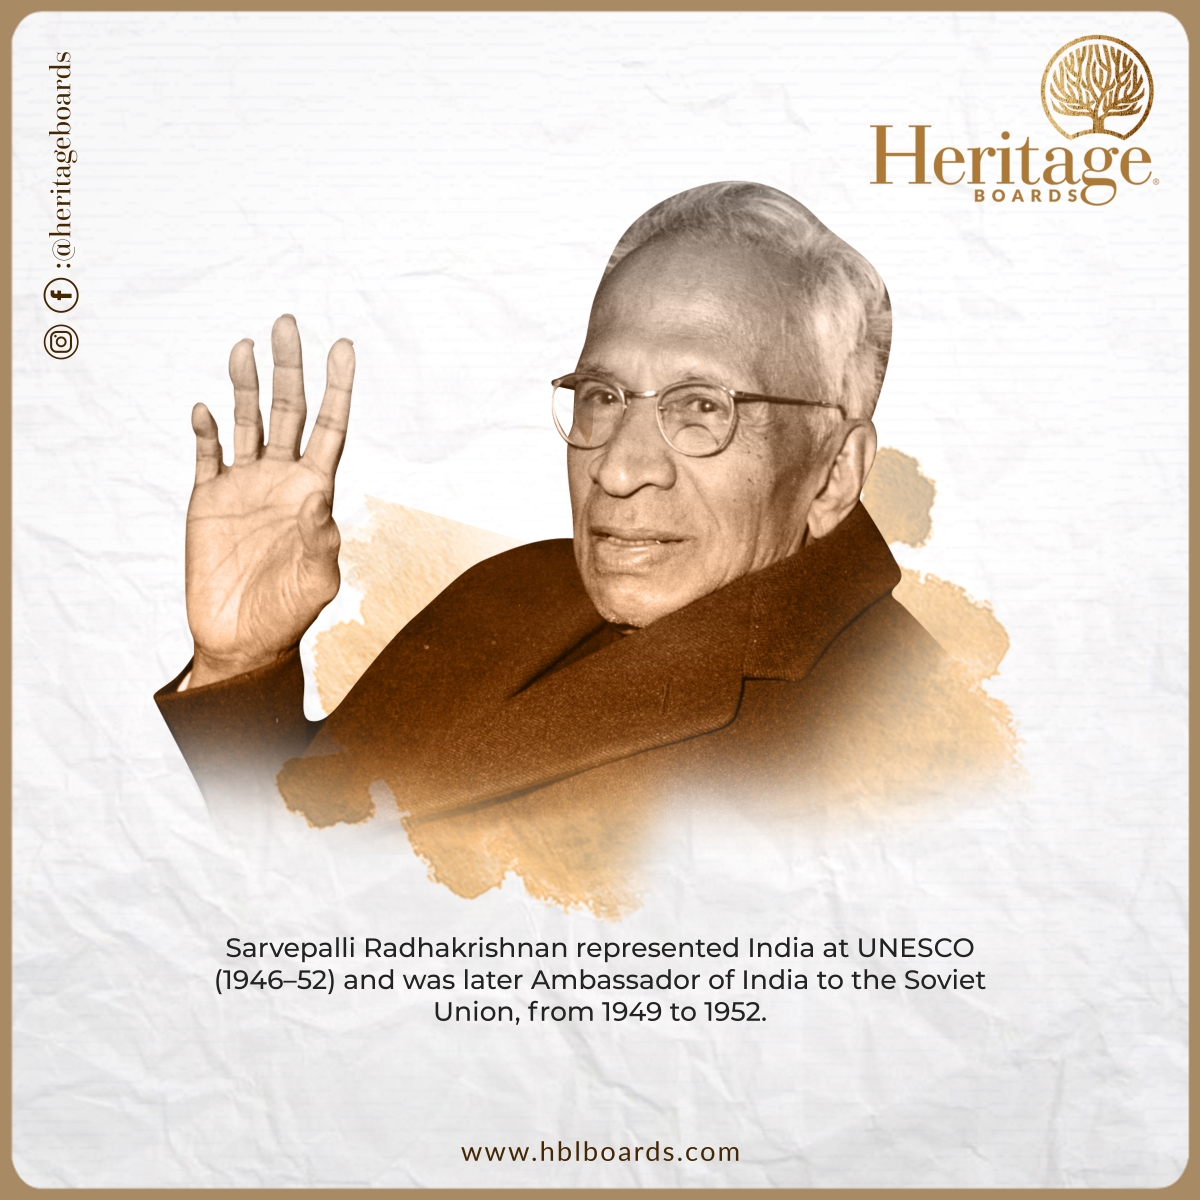 :@heritageboards
Heritage®
BOARDS
Sarvepalli Radhakrishnan represented India at UNESCO
(1946–52) and was later Ambassador of India to the Soviet
Union, from 1949 to 1952.
www.hblboards.com